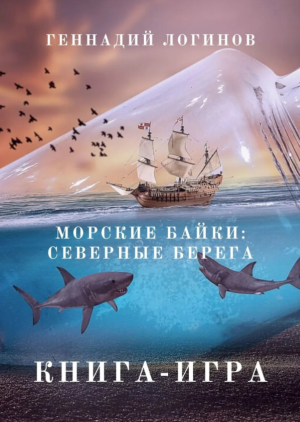 ГЕННАДИЙ ЛОГИНОВ
МОРСКИЕ БАЙКИ:
СЕВЕРНЫЕ БЕРЕГА
КНИГА-ИГРА